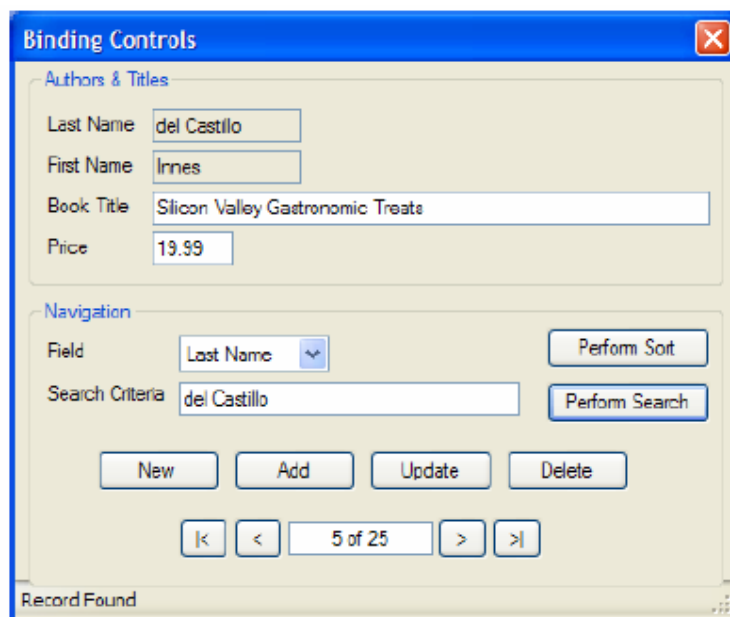 Binding Controls
Authors & Titles
Last Name del Castillo
First Name Innes
Book Title Silicon Valley Gastronomic Treats
Price 19.99
Navigation
Field Last Name Perform Sort
Search Criteria del Castillo Perform Search
New Add Update Delete
|< < 5 of 25 > >|
Record Found